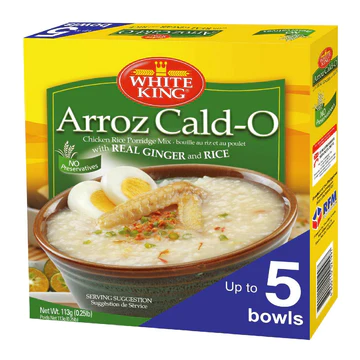 WHITE
KING
Arroz Cald-O
Chicken Rice Porridge Mix • bouillie au riz et au poulet
with REAL GINGER and RICE
NO
Preservatives
SERVING SUGGESTION
Suggestion de Service
Net Wt. 113g (0.25lb)
Up to 5
bowls
RFM